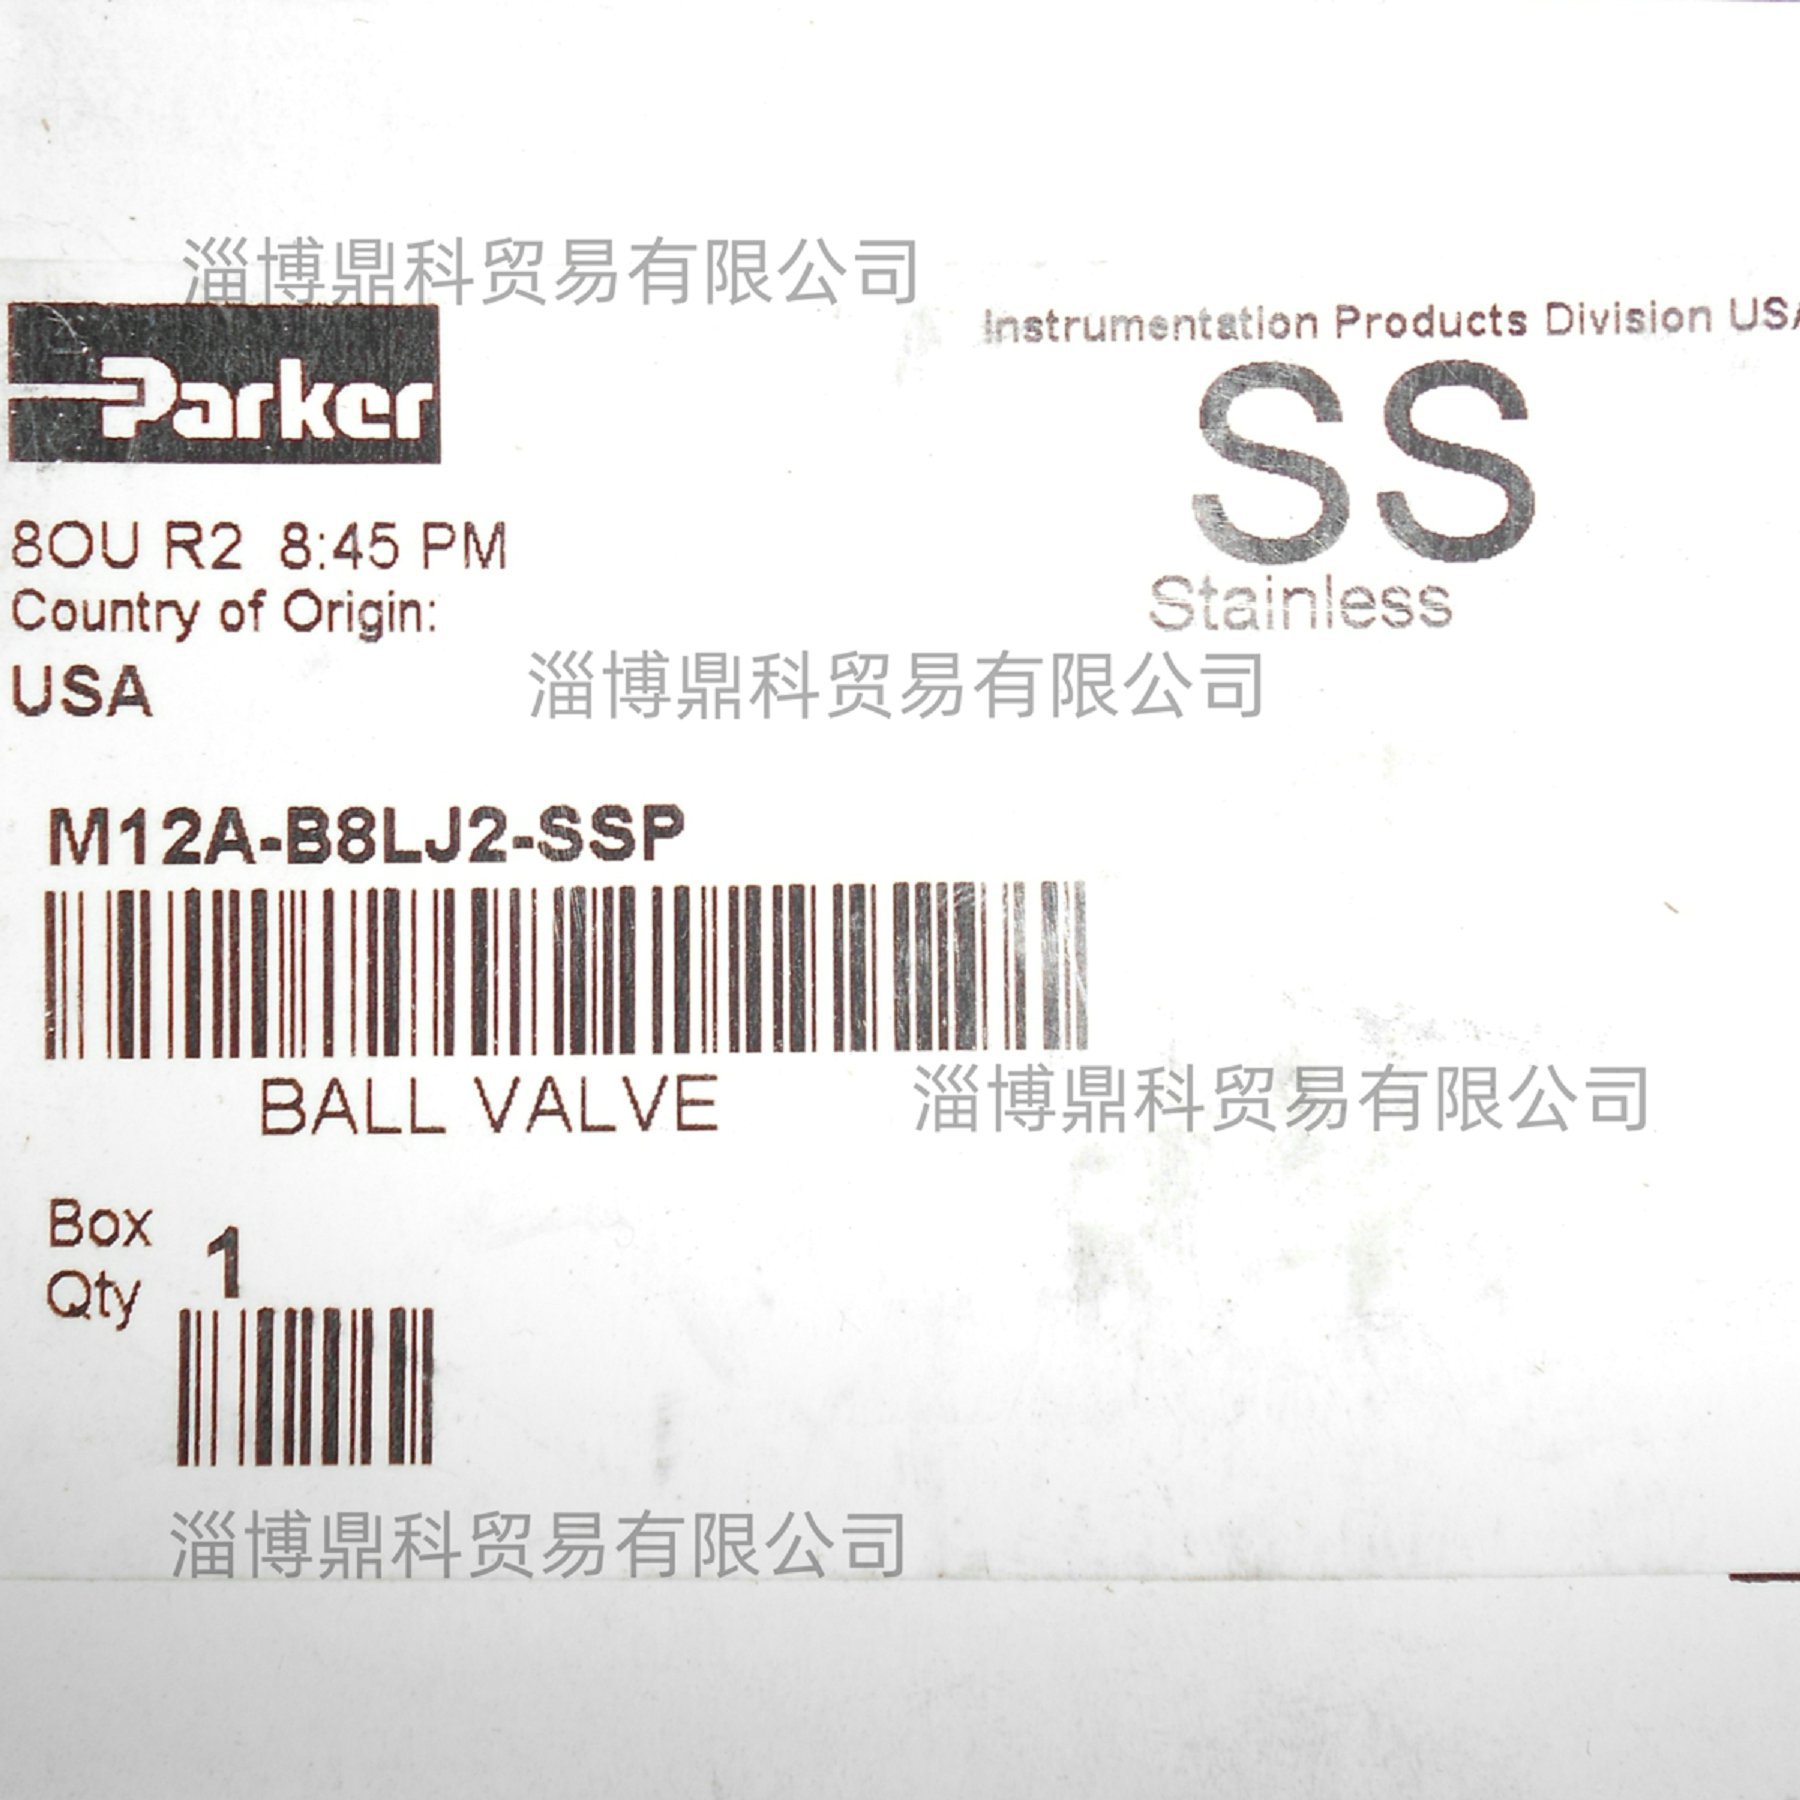 淄博鼎科贸易有限公司
Parker
Instrumentation Products Division USA
SS
Stainless
8OU R2 8:45 PM
Country of Origin:
USA
淄博鼎科贸易有限公司
M12A-B8LJ2-SSP
BALL VALVE
淄博鼎科贸易有限公司
Box
Qty
1
淄博鼎科贸易有限公司